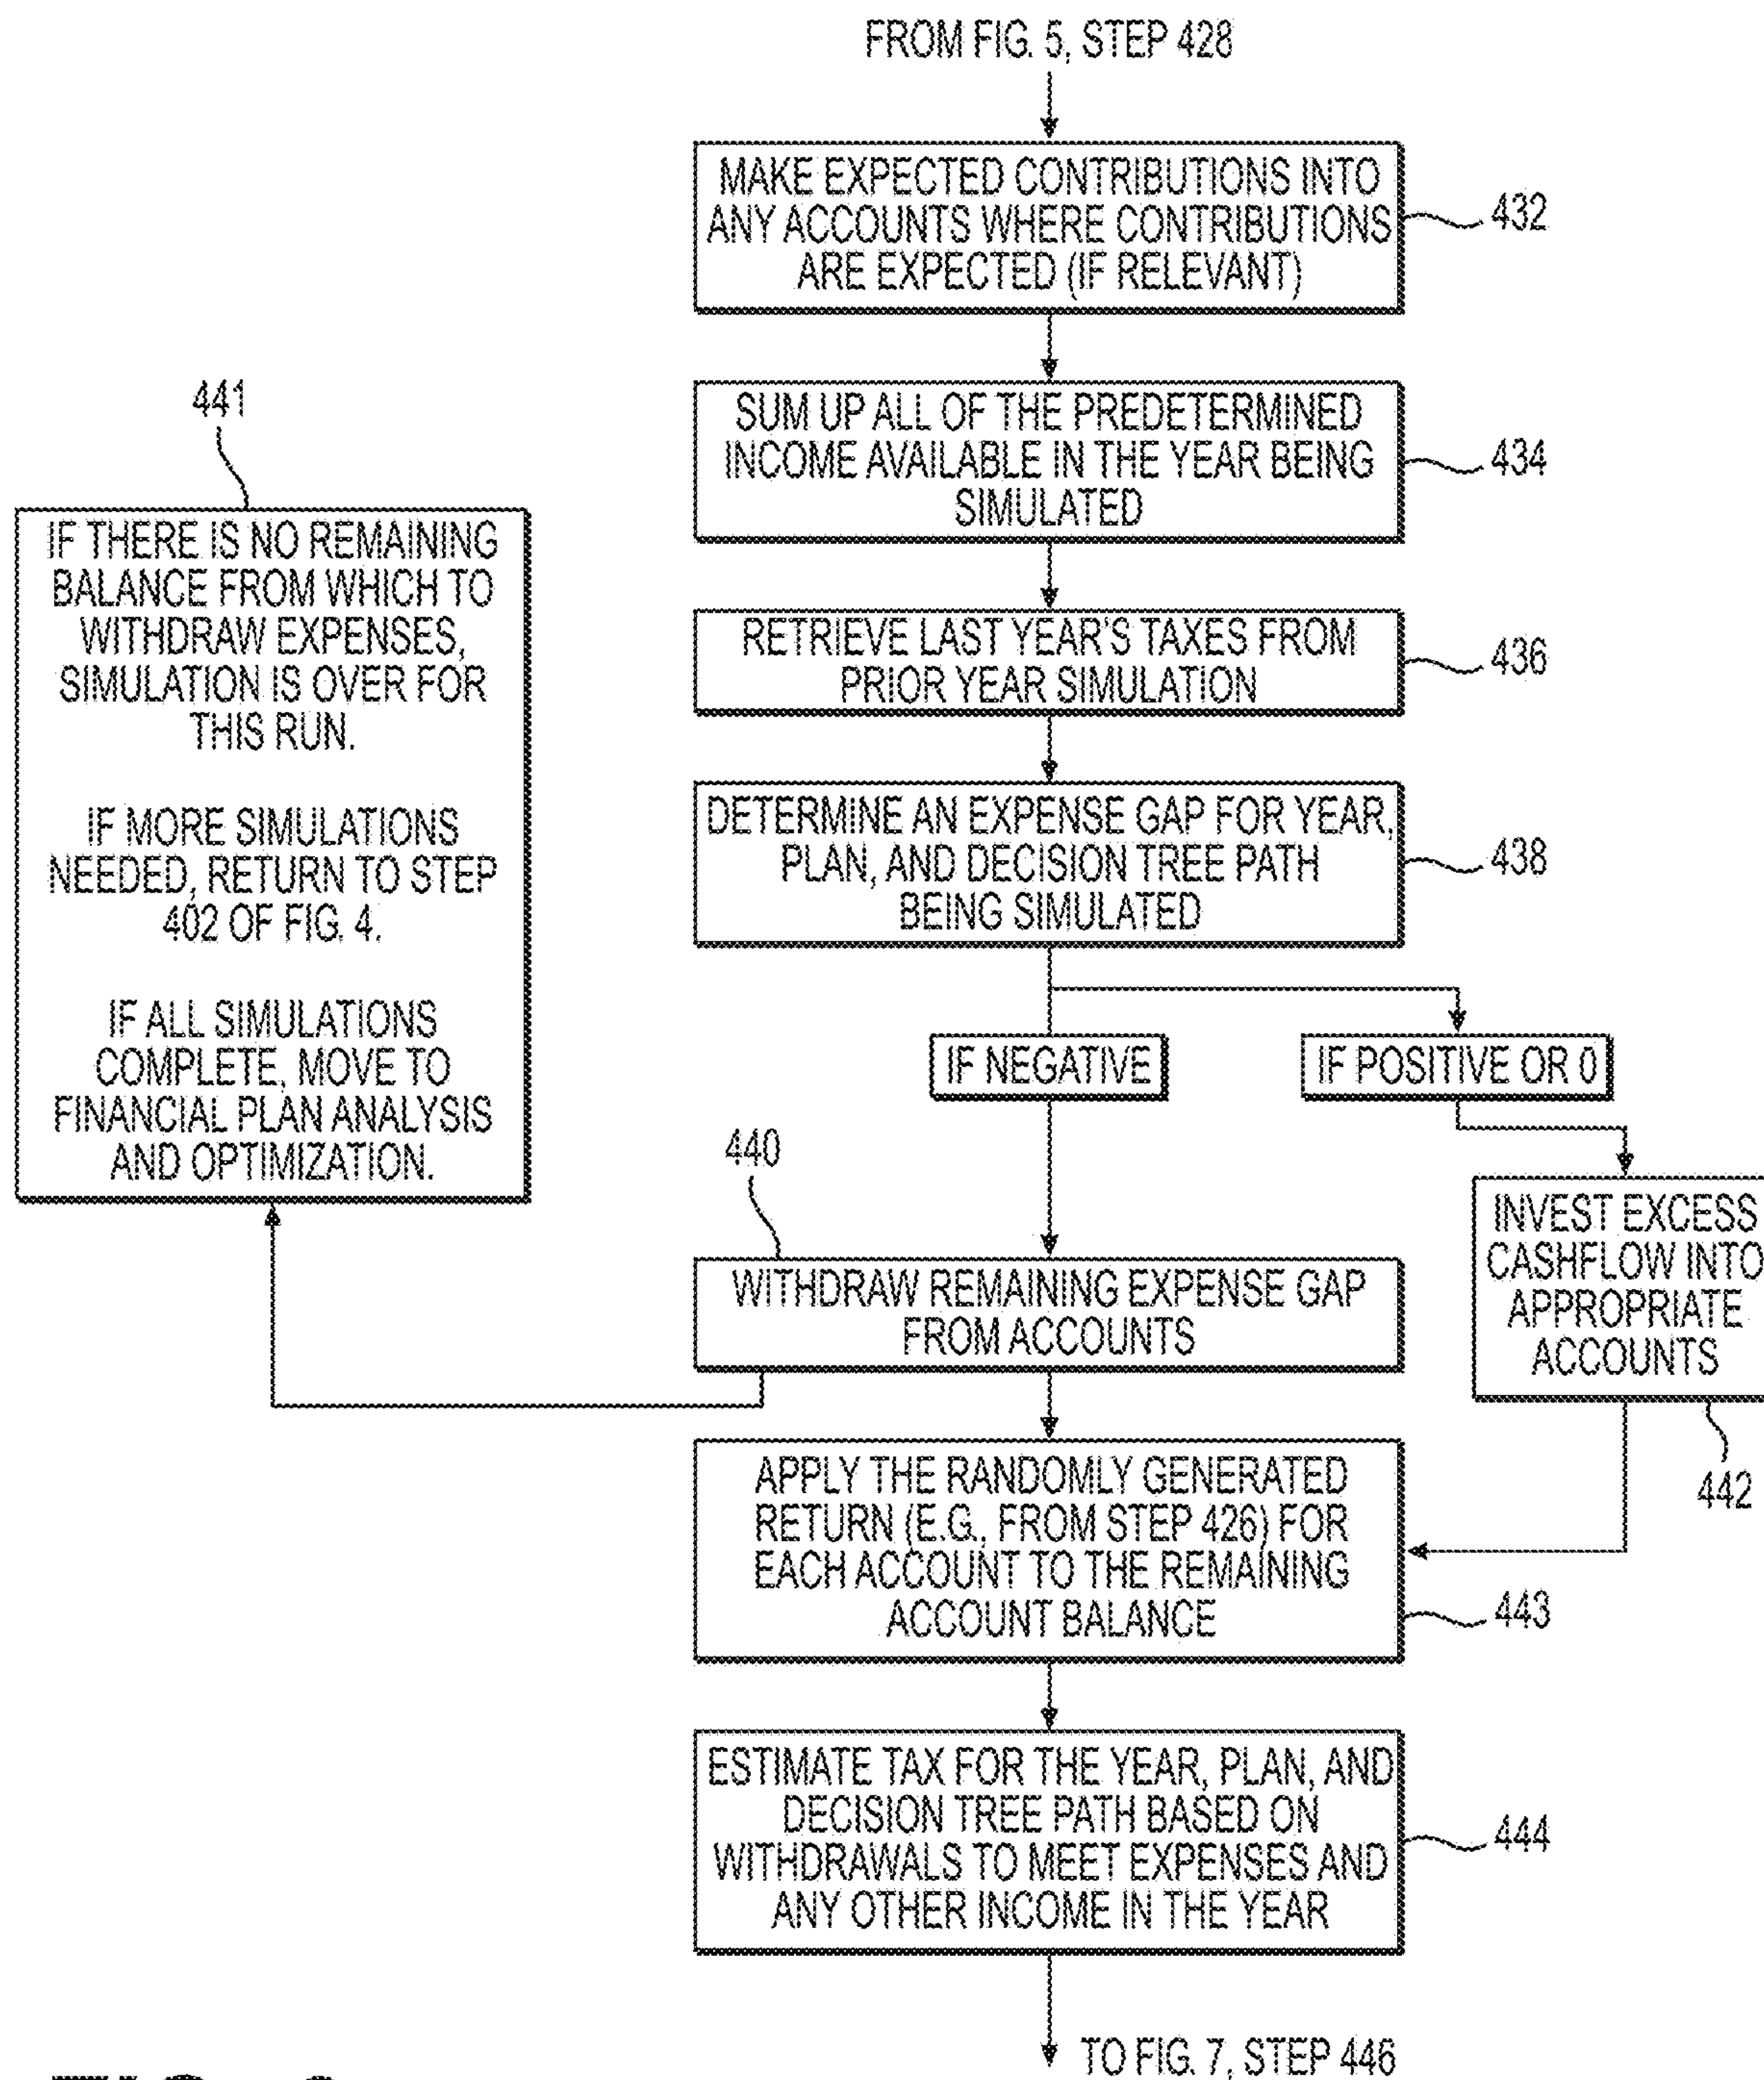 FROM FIG. 5, STEP 428
MAKE EXPECTED CONTRIBUTIONS INTO
ANY ACCOUNTS WHERE CONTRIBUTIONS
ARE EXPECTED (IF RELEVANT)
432
SUM UP ALL OF THE PREDETERMINED
INCOME AVAILABLE IN THE YEAR BEING
SIMULATED
434
441
IF THERE IS NO REMAINING
BALANCE FROM WHICH TO
WITHDRAW EXPENSES,
SIMULATION IS OVER FOR
THIS RUN.
IF MORE SIMULATIONS
NEEDED, RETURN TO STEP
402 OF FIG. 4.
IF ALL SIMULATIONS
COMPLETE, MOVE TO
FINANCIAL PLAN ANALYSIS
AND OPTIMIZATION.
RETRIEVE LAST YEAR'S TAXES FROM
PRIOR YEAR SIMULATION
436
DETERMINE AN EXPENSE GAP FOR YEAR,
PLAN, AND DECISION TREE PATH
BEING SIMULATED
438
IF NEGATIVE
IF POSITIVE OR 0
440
WITHDRAW REMAINING EXPENSE GAP
FROM ACCOUNTS
INVEST EXCESS
CASHFLOW INTO
APPROPRIATE
ACCOUNTS
442
APPLY THE RANDOMLY GENERATED
RETURN (E.G., FROM STEP 426) FOR
EACH ACCOUNT TO THE REMAINING
ACCOUNT BALANCE
443
ESTIMATE TAX FOR THE YEAR, PLAN, AND
DECISION TREE PATH BASED ON
WITHDRAWALS TO MEET EXPENSES AND
ANY OTHER INCOME IN THE YEAR
444
TO FIG. 7, STEP 446